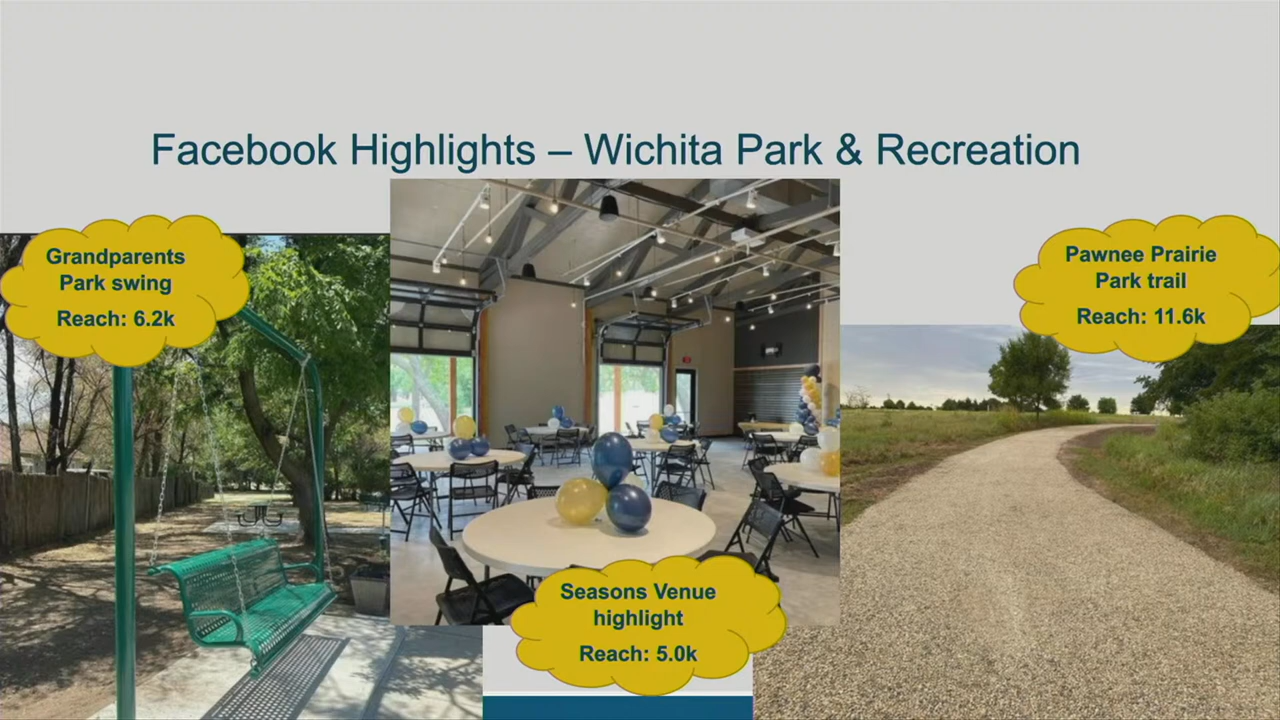 Facebook Highlights – Wichita Park & Recreation
Grandparents
Park swing
Reach: 6.2k
Seasons Venue
highlight
Reach: 5.0k
Pawnee Prairie
Park trail
Reach: 11.6k